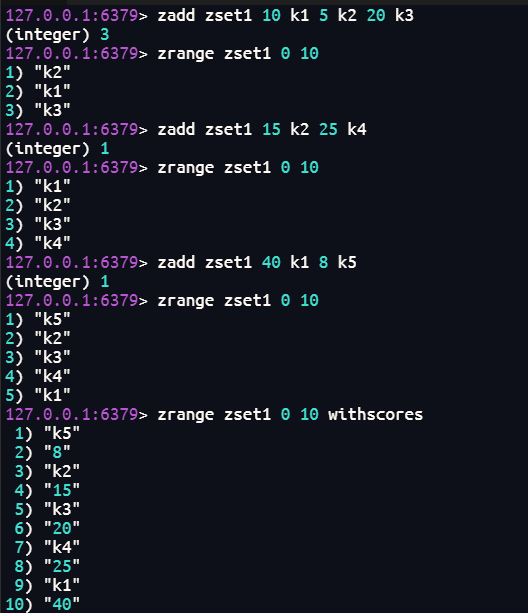 127.0.0.1:6379> zadd zset1 10 k1 5 k2 20 k3
(integer) 3
127.0.0.1:6379> zrange zset1 0 10
1) "k2"
2) "k1"
3) "k3"
127.0.0.1:6379> zadd zset1 15 k2 25 k4
(integer) 1
127.0.0.1:6379> zrange zset1 0 10
1) "k1"
2) "k2"
3) "k3"
4) "k4"
127.0.0.1:6379> zadd zset1 40 k1 8 k5
(integer) 1
127.0.0.1:6379> zrange zset1 0 10
1) "k5"
2) "k2"
3) "k3"
4) "k4"
5) "k1"
127.0.0.1:6379> zrange zset1 0 10 withscores
1) "k5"
2) "8"
3) "k2"
4) "15"
5) "k3"
6) "20"
7) "k4"
8) "25"
9) "k1"
10) "40"